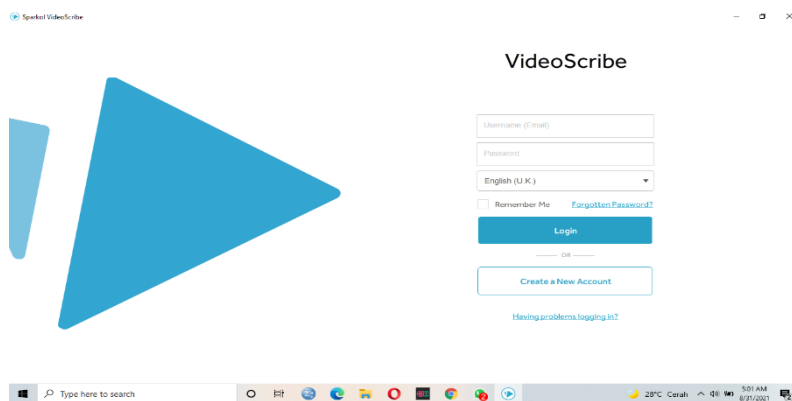 Sparkol VideoScribe
VideoScribe
Username (Email)
Password
English (U.K.)
Remember Me Forgotten Password?
Login
OR
Create a New Account
Having problems logging in?
Type here to search
28°C Cerah
5:01 AM
8/31/2021